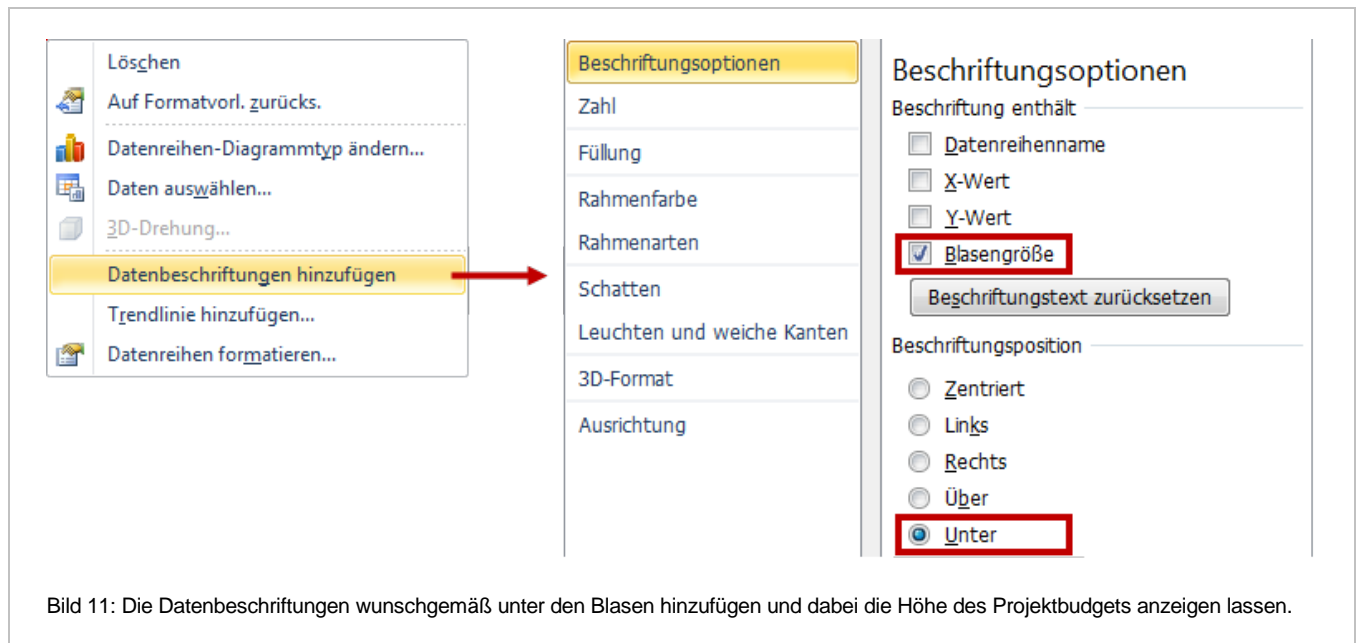 Löschen
Auf Formatvorl. zurücks.
Datenreihen-Diagrammtyp ändern...
Daten auswählen...
3D-Drehung...
Datenbeschriftungen hinzufügen
Trendlinie hinzufügen...
Datenreihen formatieren...
Beschriftungsoptionen
Zahl
Füllung
Rahmenfarbe
Rahmenarten
Schatten
Leuchten und weiche Kanten
3D-Format
Ausrichtung
Beschriftungsoptionen
Beschriftung enthält
Datenreihenname
X-Wert
Y-Wert
Blasengröße
Beschriftungstext zurücksetzen
Beschriftungsposition
Zentriert
Links
Rechts
Über
Unter
Bild 11: Die Datenbeschriftungen wunschgemäß unter den Blasen hinzufügen und dabei die Höhe des Projektbudgets anzeigen lassen.